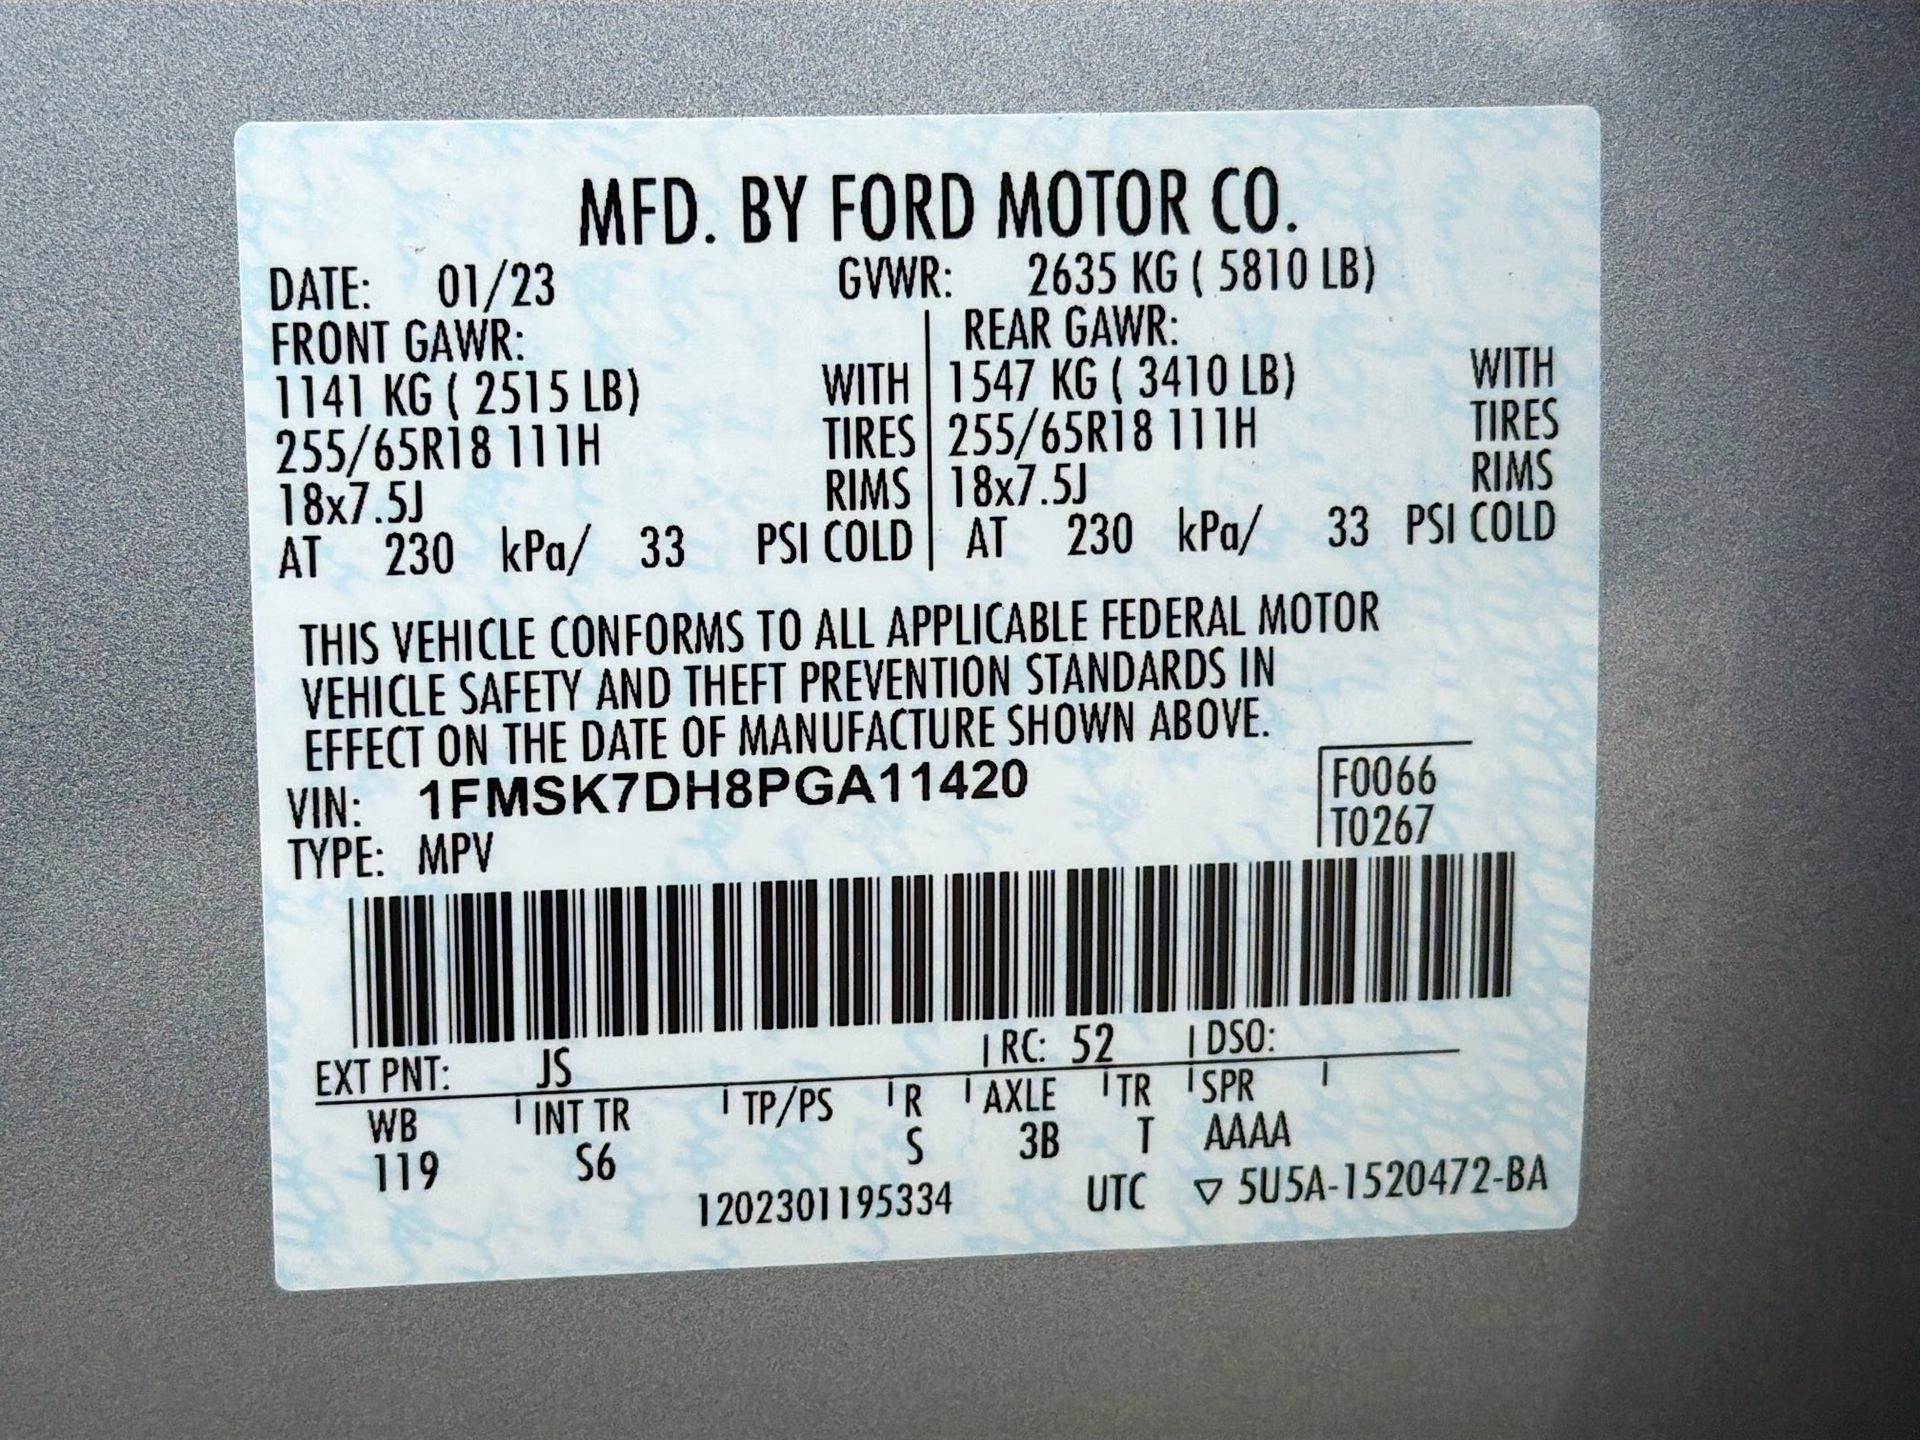 MFD. BY FORD MOTOR CO.
DATE: 01/23 GVWR: 2635 KG ( 5810 LB)
FRONT GAWR: REAR GAWR:
1141 KG ( 2515 LB) WITH 1547 KG ( 3410 LB) WITH
255/65R18 111H TIRES 255/65R18 111H TIRES
18x7.5J RIMS 18x7.5J RIMS
AT 230 kPa/ 33 PSI COLD AT 230 kPa/ 33 PSI COLD
THIS VEHICLE CONFORMS TO ALL APPLICABLE FEDERAL MOTOR
VEHICLE SAFETY AND THEFT PREVENTION STANDARDS IN
EFFECT ON THE DATE OF MANUFACTURE SHOWN ABOVE.
VIN: 1FMSK7DH8PGA11420 F0066
TYPE: MPV T0267
EXT PNT: JS RC: 52 DSO:
WB INT TR TP/PS R AXLE TR SPR
119 S6 S 3B T AAAA
1202301195334 UTC ▽ 5U5A-1520472-BA